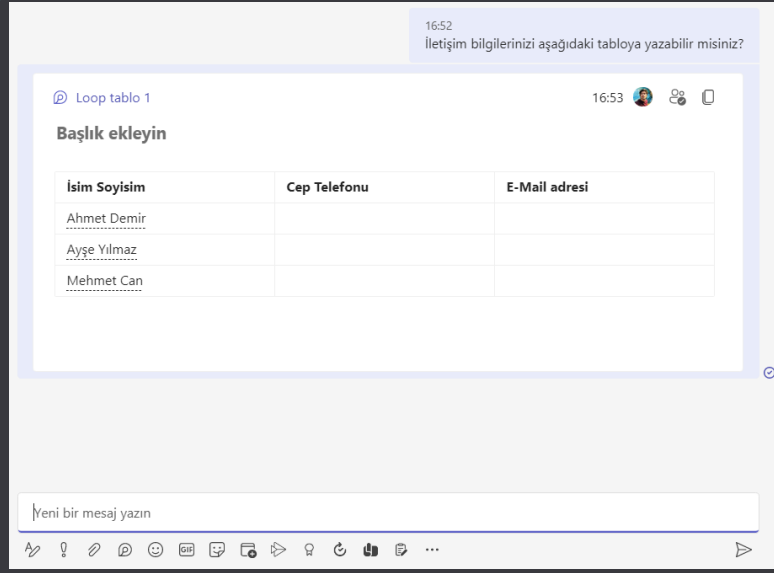 16:52
İletişim bilgilerinizi aşağıdaki tabloya yazabilir misiniz?
Loop tablo 1 16:53
Başlık ekleyin
İsim Soyisim Cep Telefonu E-Mail adresi
Ahmet Demir
Ayşe Yılmaz
Mehmet Can
Yeni bir mesaj yazın
GIF